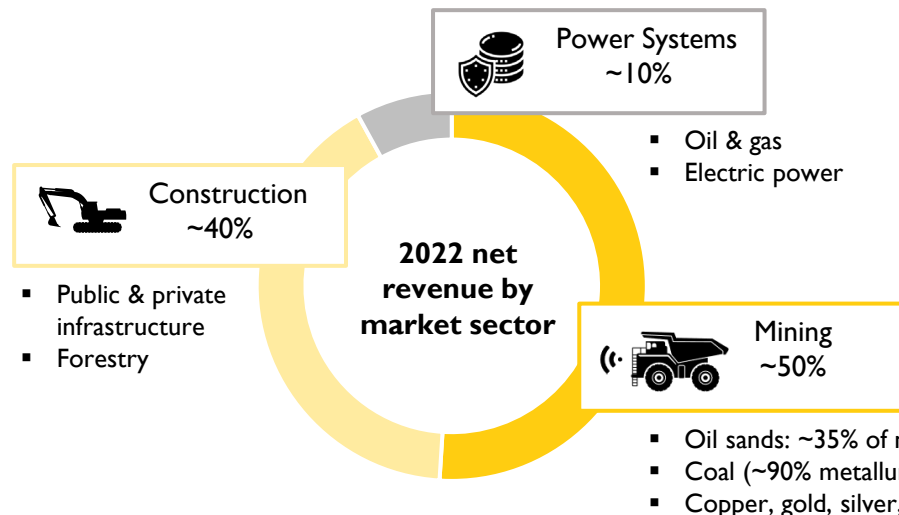 Power Systems
~10%
▪ Oil & gas
▪ Electric power
Construction
~40%
▪ Public & private
infrastructure
▪ Forestry
2022 net
revenue by
market sector
Mining
~50%
▪ Oil sands: ~35% of
▪ Coal (~90%
▪ Copper, gold, silver,